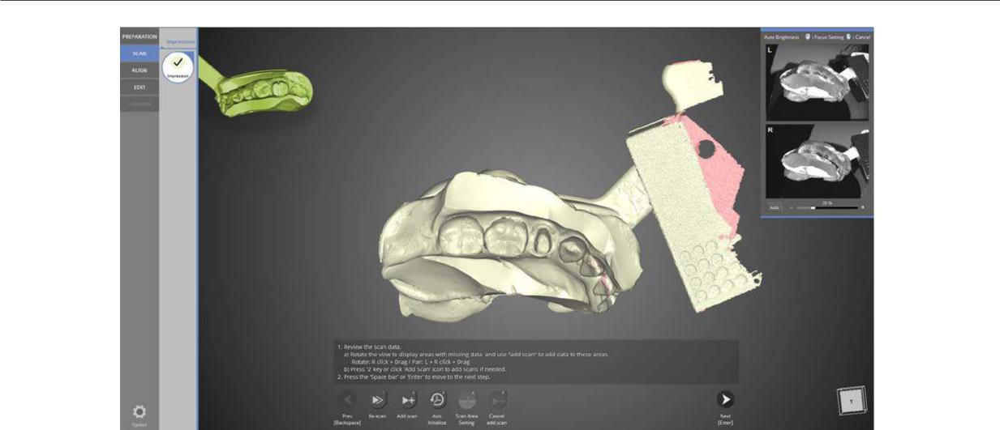 PREPARATION
SCAN
ALIGN
EDIT
Impression
Impression
Auto Brightness : Focus Setting : Cancel
L
R
Auto - 25 % +
1. Review the scan data.
a) Rotate the view to display areas with missing data and use "add scan" to add data to these areas.
Rotate: R click + Drag / Pan: L + R click + Drag
b) Press '2' key or click 'Add Scan' icon to add scans if needed.
2. Press the 'Space bar' or 'Enter' to move to the next step.
Prev
[Backspace]
Re-scan
Add scan
Axis
Initialize
Scan Area
Setting
Cancel
add scan
Next
[Enter]
Option
T